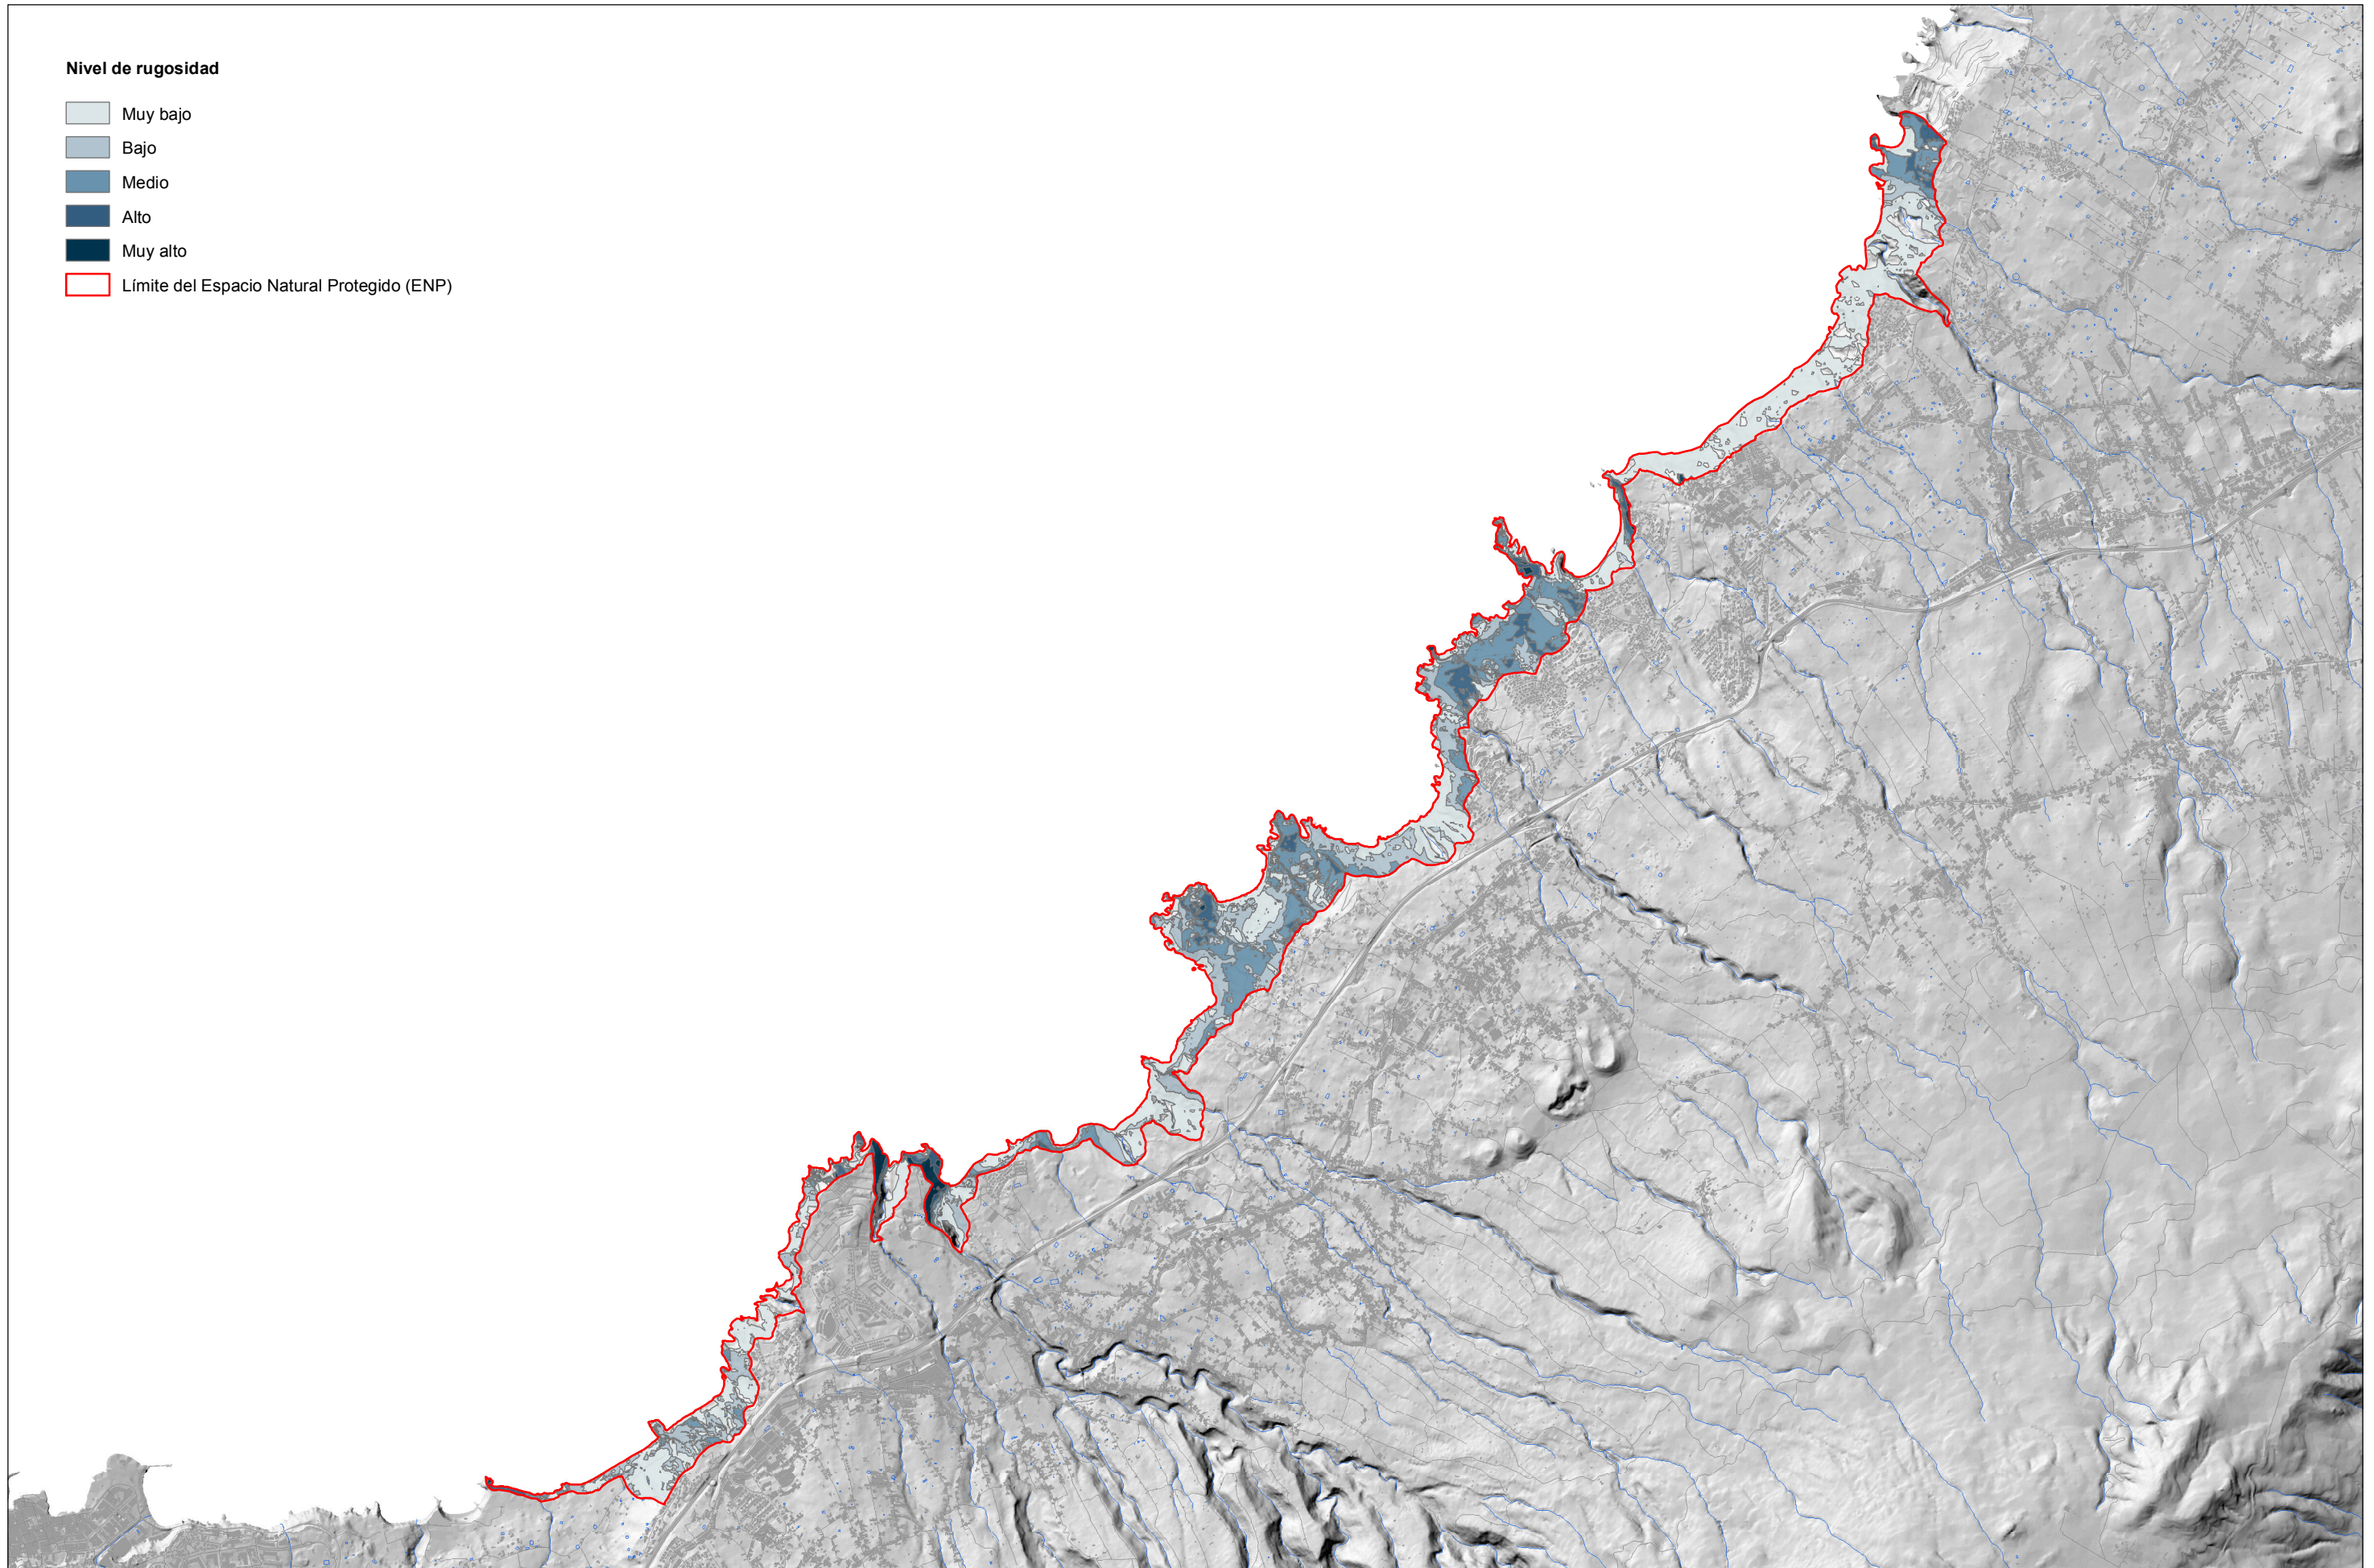 Nivel de rugosidad
Muy bajo
Bajo
Medio
Alto
Muy alto
Límite del Espacio Natural Protegido (ENP)